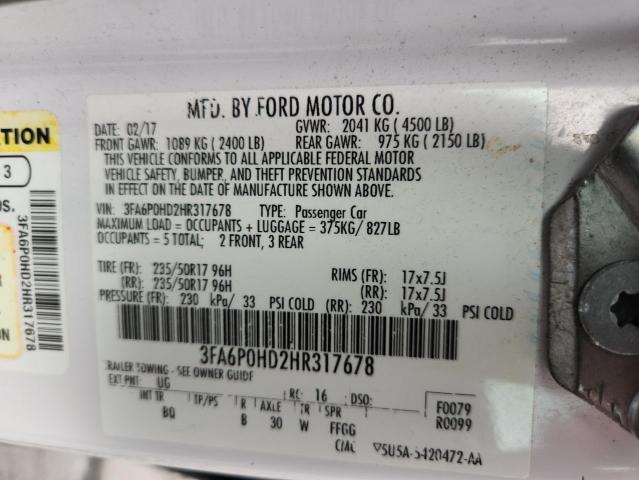 MFD. BY FORD MOTOR CO.
DATE: 02/17 GVWR: 2041 KG ( 4500 LB)
FRONT GAWR: 1089 KG ( 2400 LB) REAR GAWR: 975 KG ( 2150 LB)
THIS VEHICLE CONFORMS TO ALL APPLICABLE FEDERAL MOTOR
VEHICLE SAFETY, BUMPER, AND THEFT PREVENTION STANDARDS
IN EFFECT ON THE DATE OF MANUFACTURE SHOWN ABOVE.
VIN: 3FA6P0HD2HR317678 TYPE: Passenger Car
MAXIMUM LOAD = OCCUPANTS + LUGGAGE = 375KG/ 827LB
OCCUPANTS = 5 TOTAL; 2 FRONT, 3 REAR
TIRE (FR): 235/50R17 96H RIMS (FR): 17x7.5J
(RR): 235/50R17 96H (RR): 17x7.5J
PRESSURE (FR): 230 kPa/ 33 PSI COLD (RR): 230 kPa/ 33 PSI COLD
3FA6P0HD2HR317678
TRAILER TOWING - SEE OWNER GUIDE
EXT PNT: UG RC: 16 DSO: F0079
INT TR TP/PS R AXLE TR SPR R0099
BQ B 30 W FFGG
CMC 5U5A-5420472-AA
TION
3
OS.
3FA6P0HD2HR317678
ON